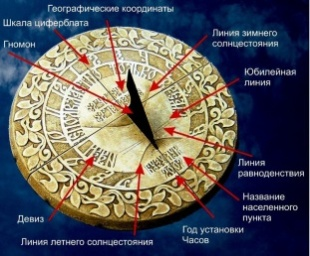 Географические координаты
Шкала циферблата
Гномон
Линия зимнего
солнцестояния
Юбилейная
линия
Линия
равноденствия
Название
населенного
пункта
Год установки
Часов
Линия летнего солнцестояния
Девиз